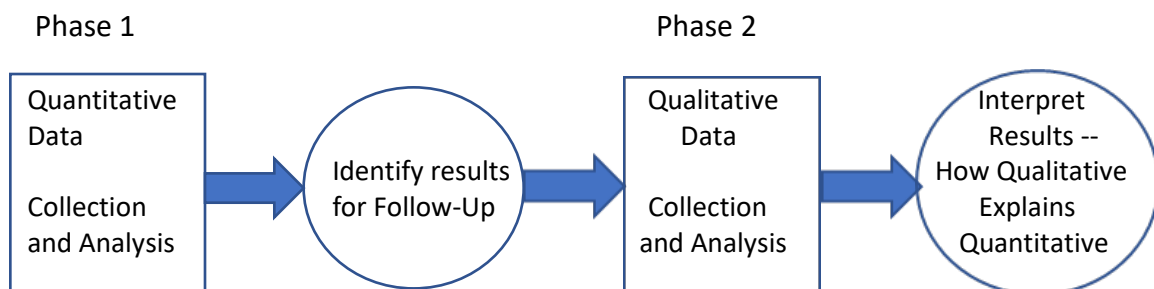 Phase 1
Quantitative
Data
Collection
and Analysis
Identify results
for Follow-Up
Phase 2
Qualitative
Data
Collection
and Analysis
Interpret
Results --
How Qualitative
Explains
Quantitative